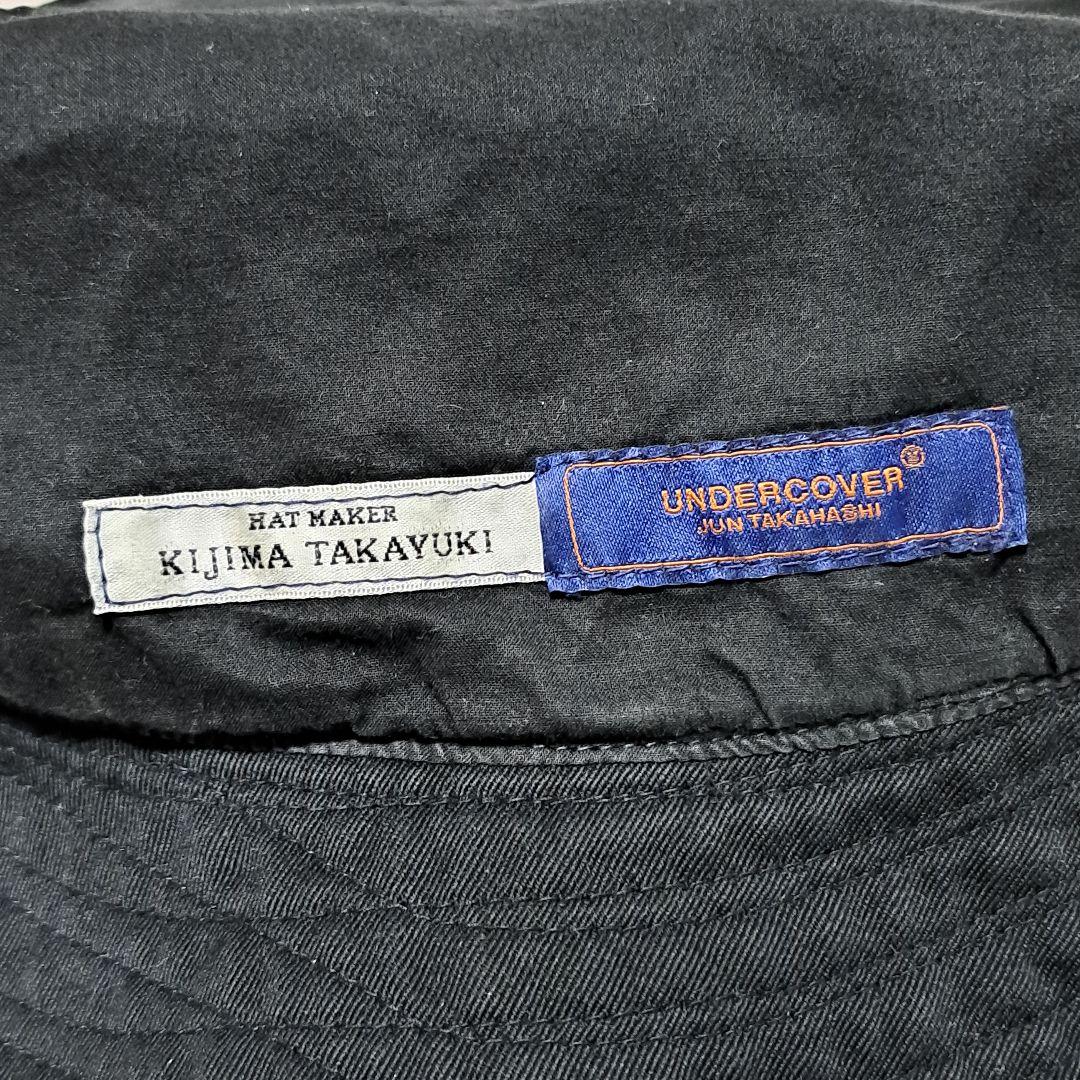 HAT MAKER
KIJIMA TAKAYUKI
UNDERCOVER
JUN TAKAHASHI